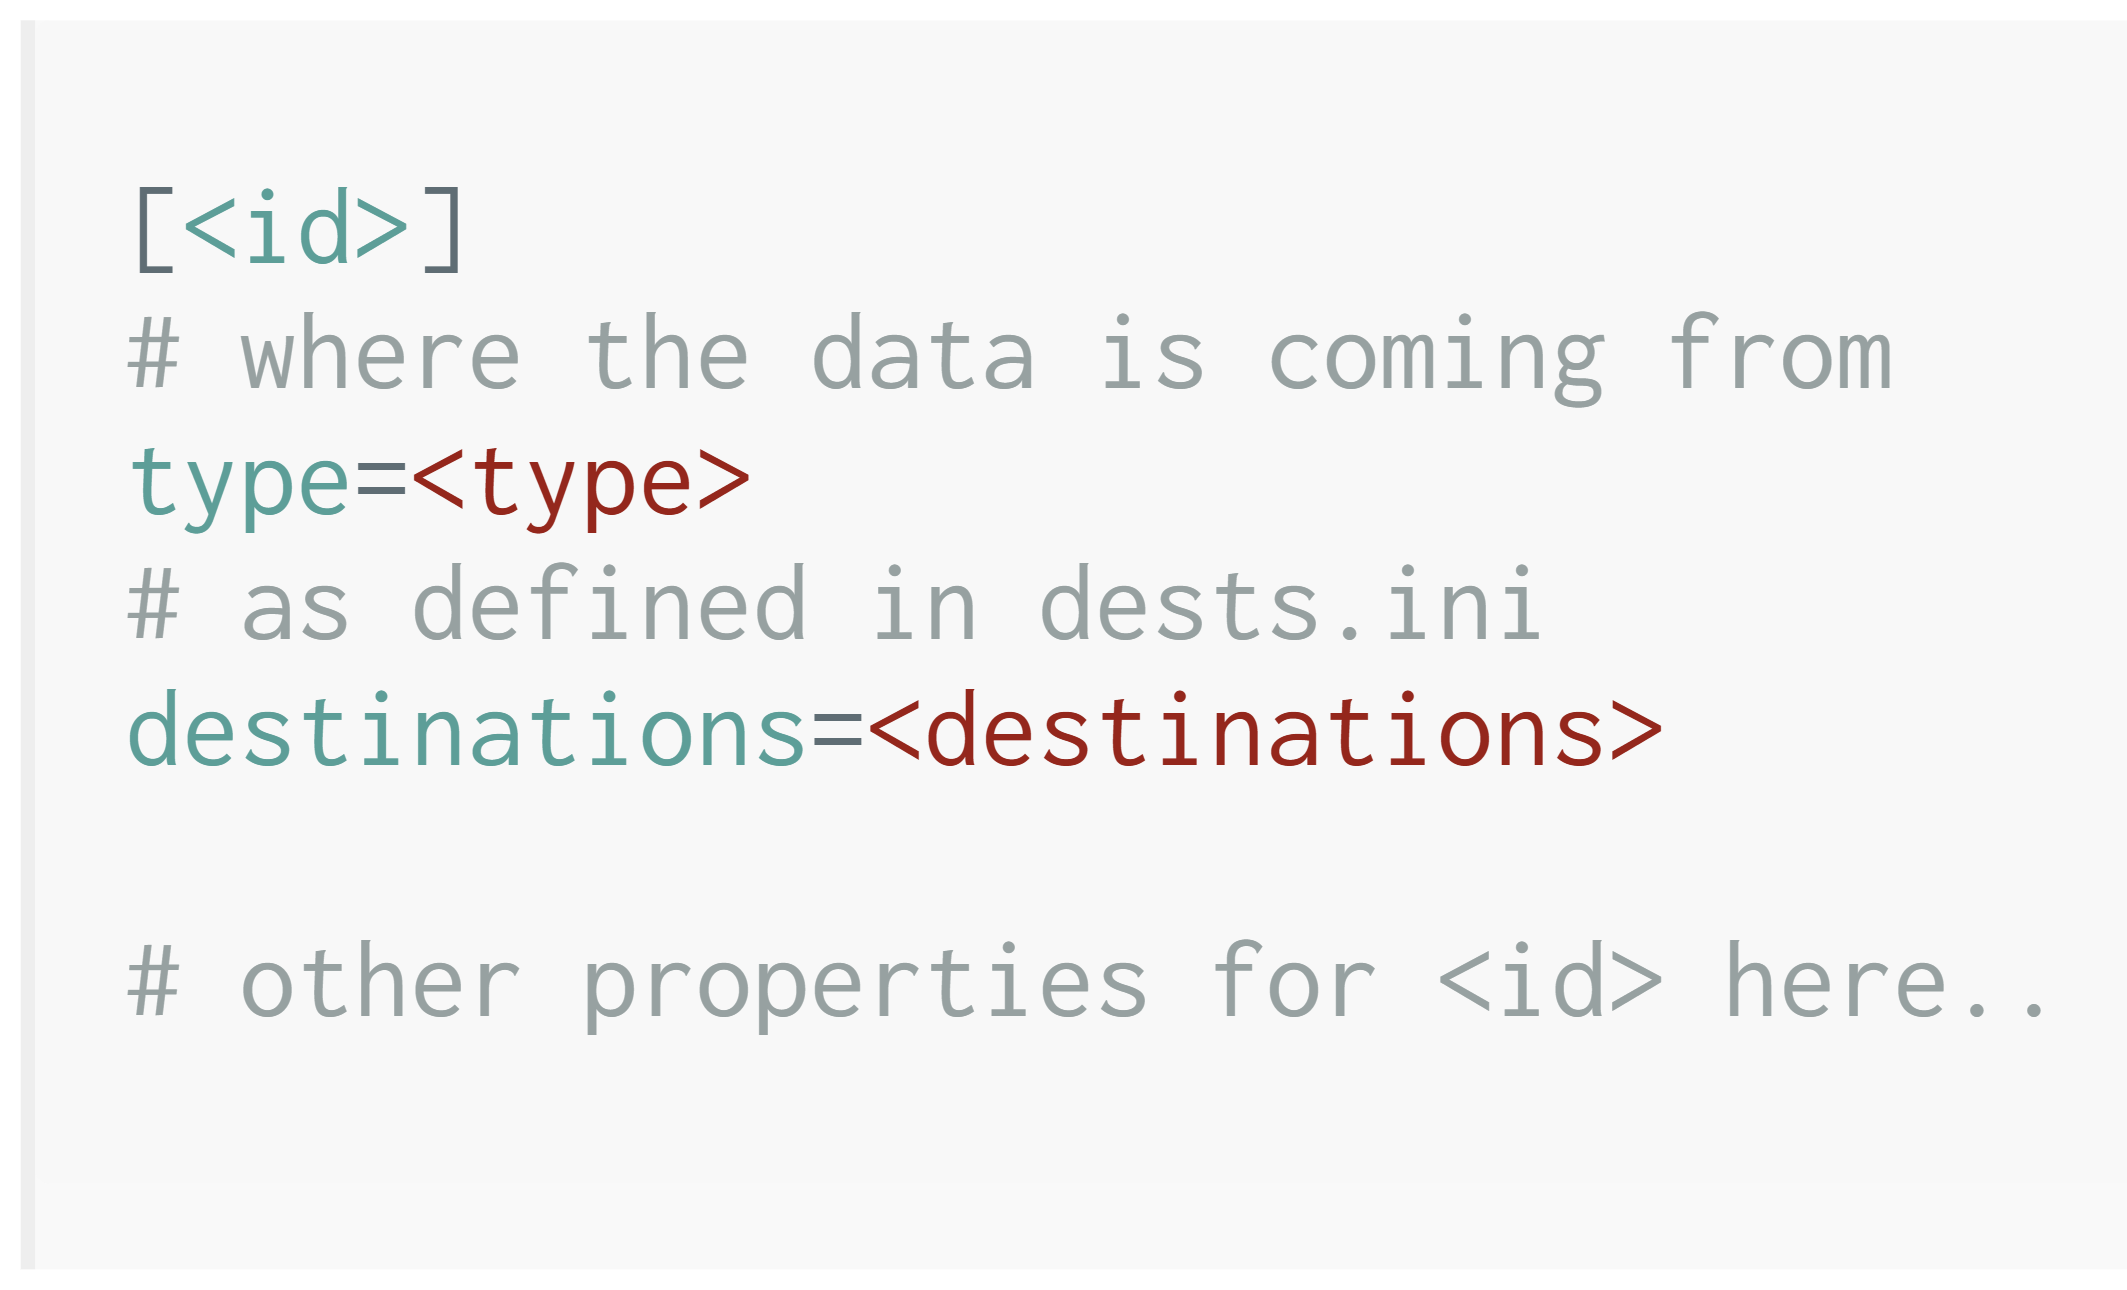 [<id>]
# where the data is coming from
type=<type>
# as defined in dests.ini
destinations=<destinations>
# other properties for <id> here..